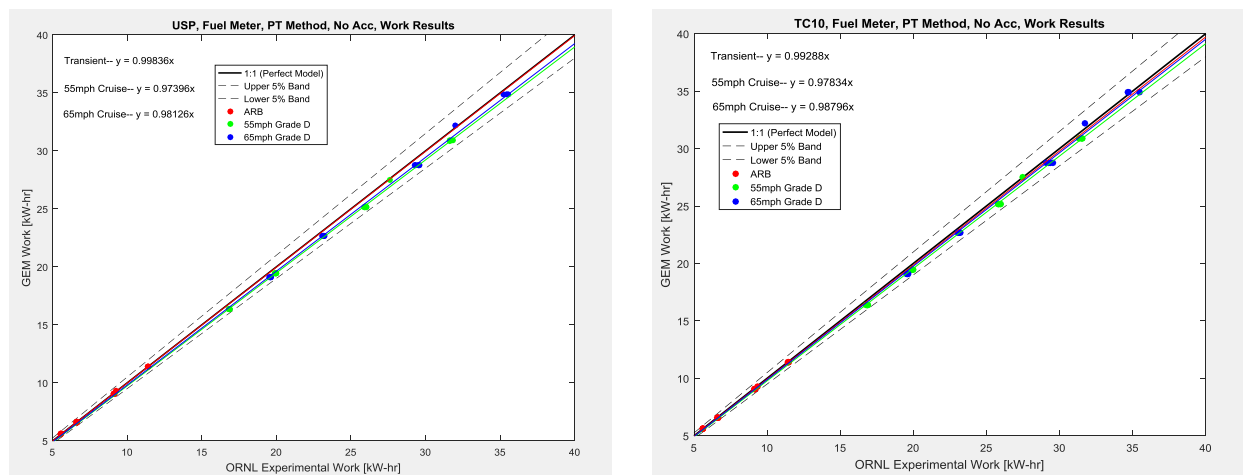 USP, Fuel Meter, PT Method, No Acc, Work Results
Transient-- y = 0.99836x
55mph Cruise-- y = 0.97396x
65mph Cruise-- y = 0.98126x
1:1 (Perfect Model)
Upper 5% Band
Lower 5% Band
ARB
55mph Grade D
65mph Grade D
GEM Work [kW-hr]
40
35
30
25
20
15
10
5
5 10 15 20 25 30 35 40
ORNL Experimental Work [kW-hr]
TC10, Fuel Meter, PT Method, No Acc, Work Results
Transient-- y = 0.99288x
55mph Cruise-- y = 0.97834x
65mph Cruise-- y = 0.98796x
1:1 (Perfect Model)
Upper 5% Band
Lower 5% Band
ARB
55mph Grade D
65mph Grade D
GEM Work [kW-hr]
40
35
30
25
20
15
10
5
5 10 15 20 25 30 35 40
ORNL Experimental Work [kW-hr]